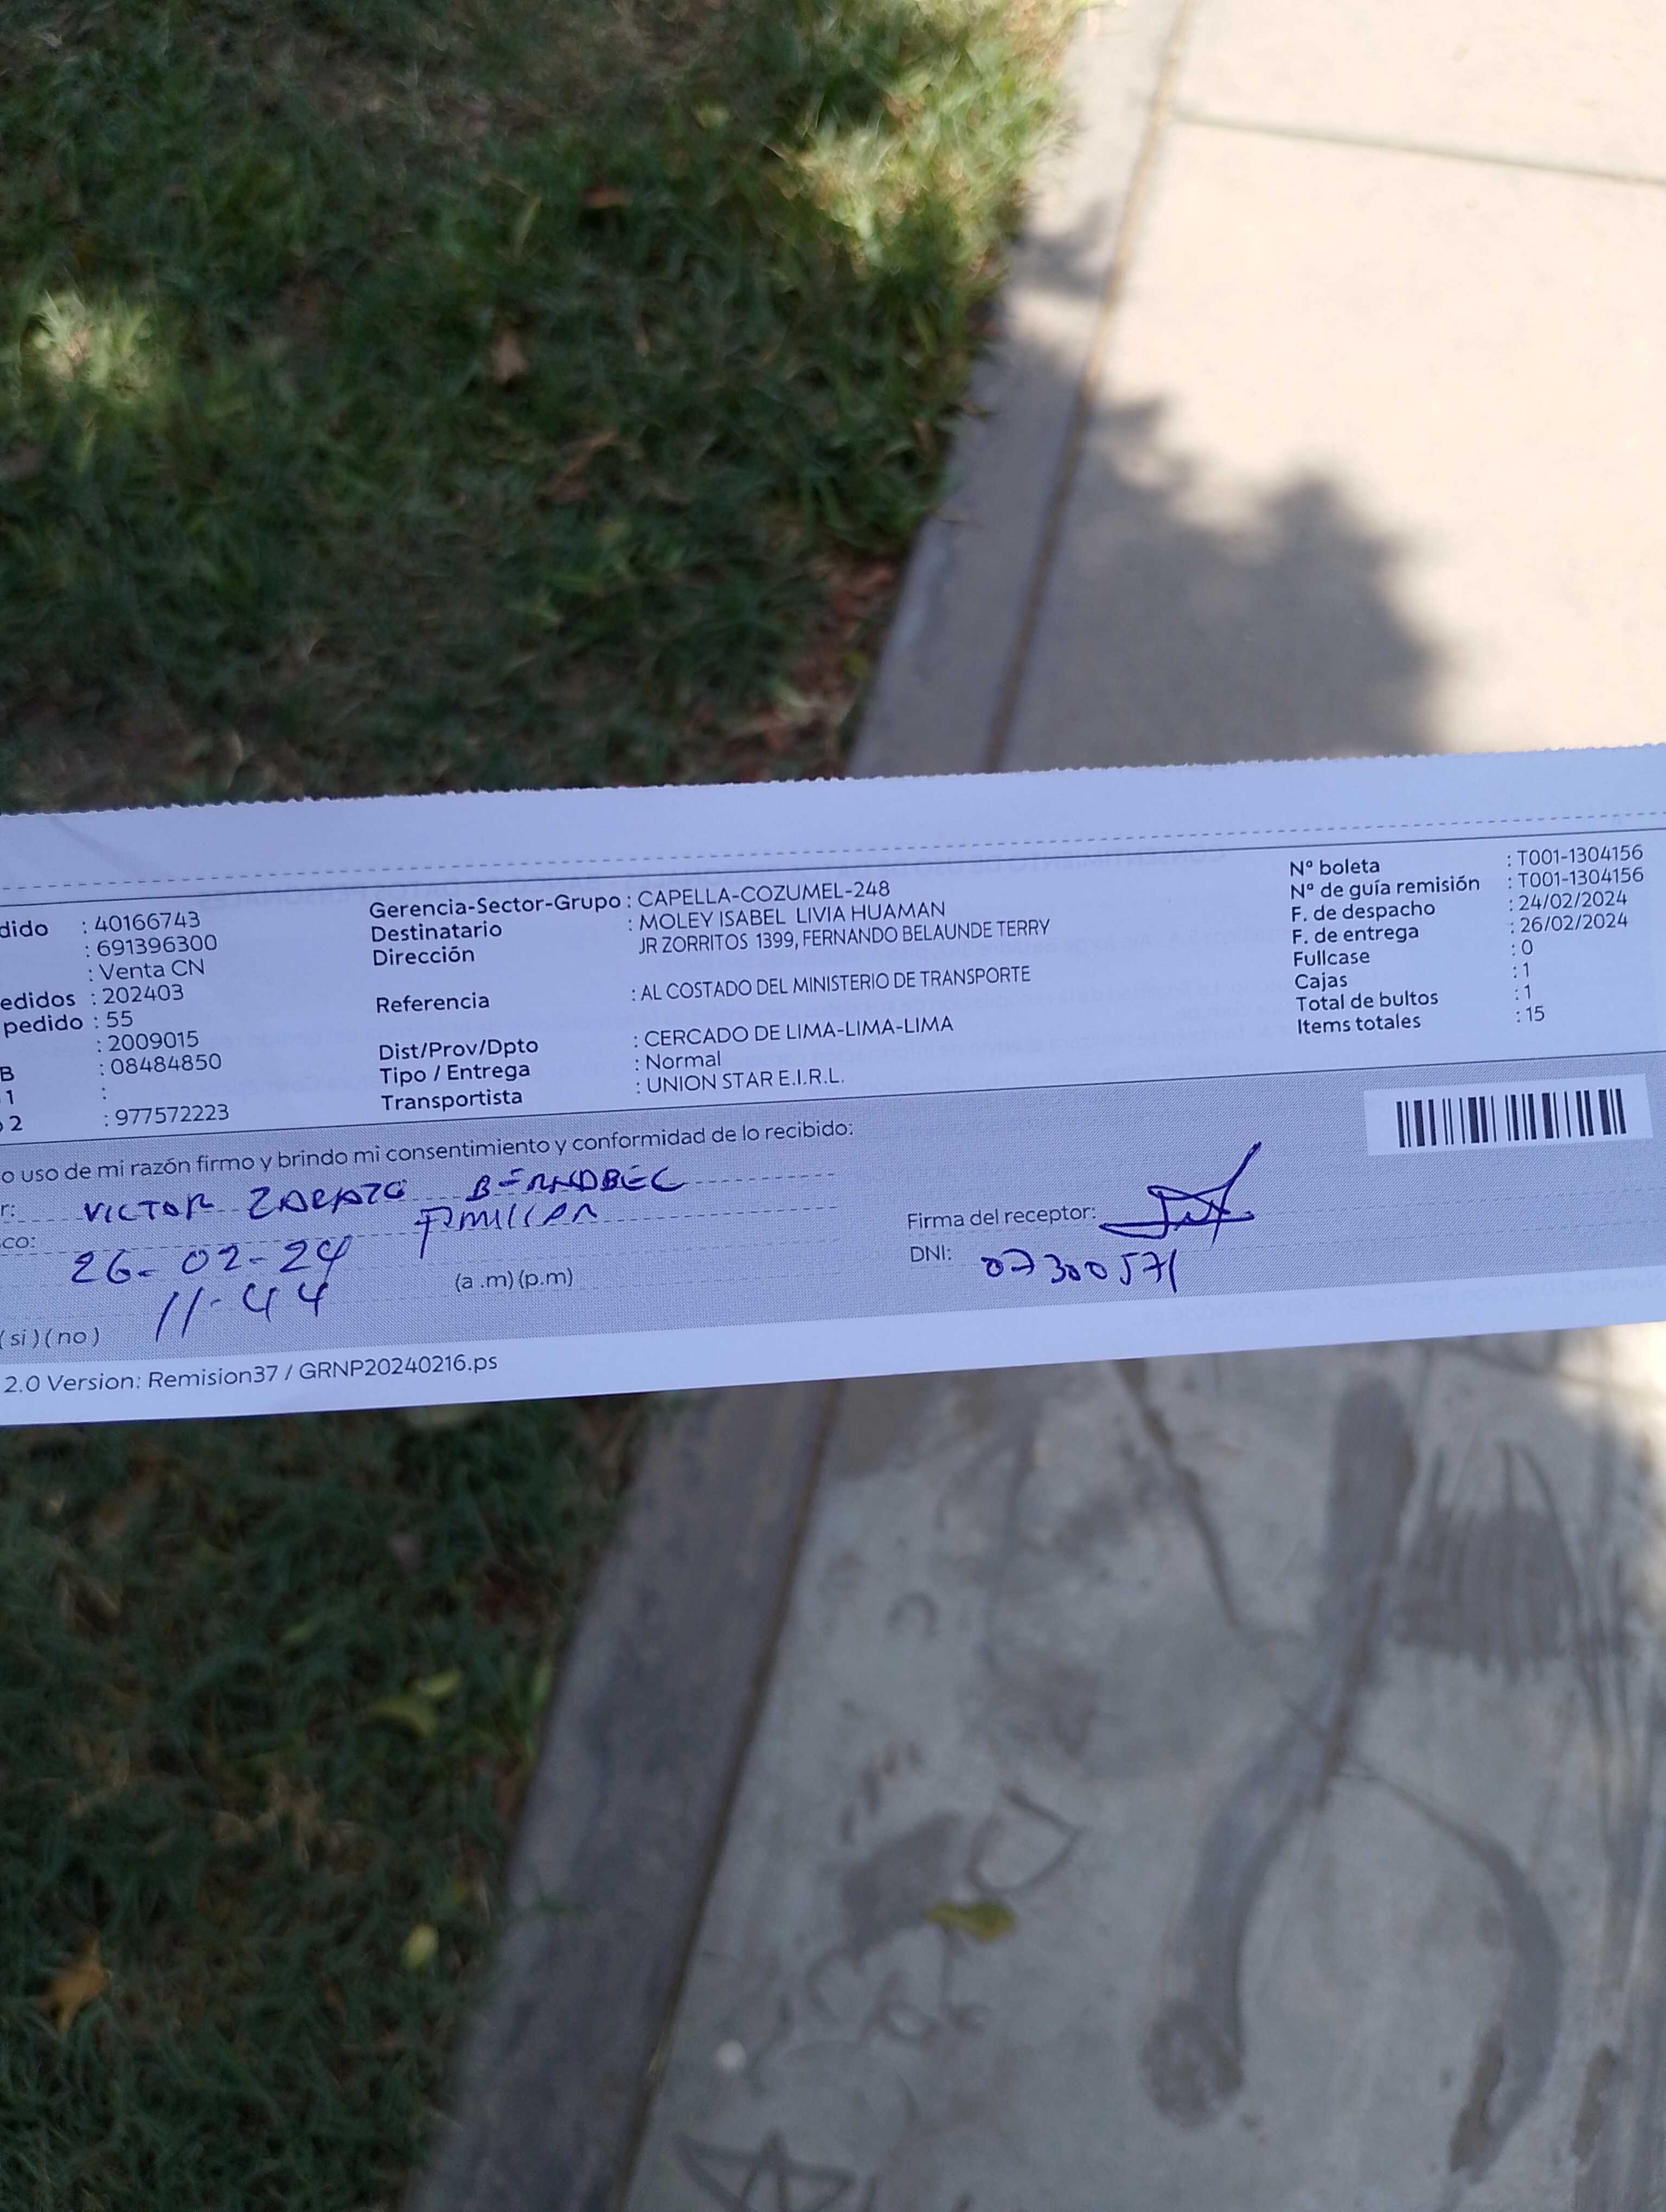 dido : 40166743
: 691396300
: Venta CN
edidos : 202403
pedido : 55
: 2009015
B : 08484850
1 :
2 : 977572223
Gerencia-Sector-Grupo : CAPELLA-COZUMEL-248
Destinatario : MOLEY ISABEL LIVIA HUAMAN
Dirección JR ZORRITOS 1399, FERNANDO BELAUNDE TERRY
Referencia : AL COSTADO DEL MINISTERIO DE TRANSPORTE
Dist/Prov/Dpto : CERCADO DE LIMA-LIMA-LIMA
Tipo / Entrega : Normal
Transportista : UNION STAR E.I.R.L.
Nº boleta : T001-1304156
Nº de guía remisión : T001-1304156
F. de despacho : 24/02/2024
F. de entrega : 26/02/2024
Fullcase : 0
Cajas : 1
Total de bultos : 1
Items totales : 15
o uso de mi razón firmo y brindo mi consentimiento y conformidad de lo recibido:
r: VICTOR
co:
26-02-24
11-44 (a .m) (p.m)
(si) (no)
Firma del receptor:
DNI: 07300571
2.0 Version: Remision37 / GRNP20240216.ps